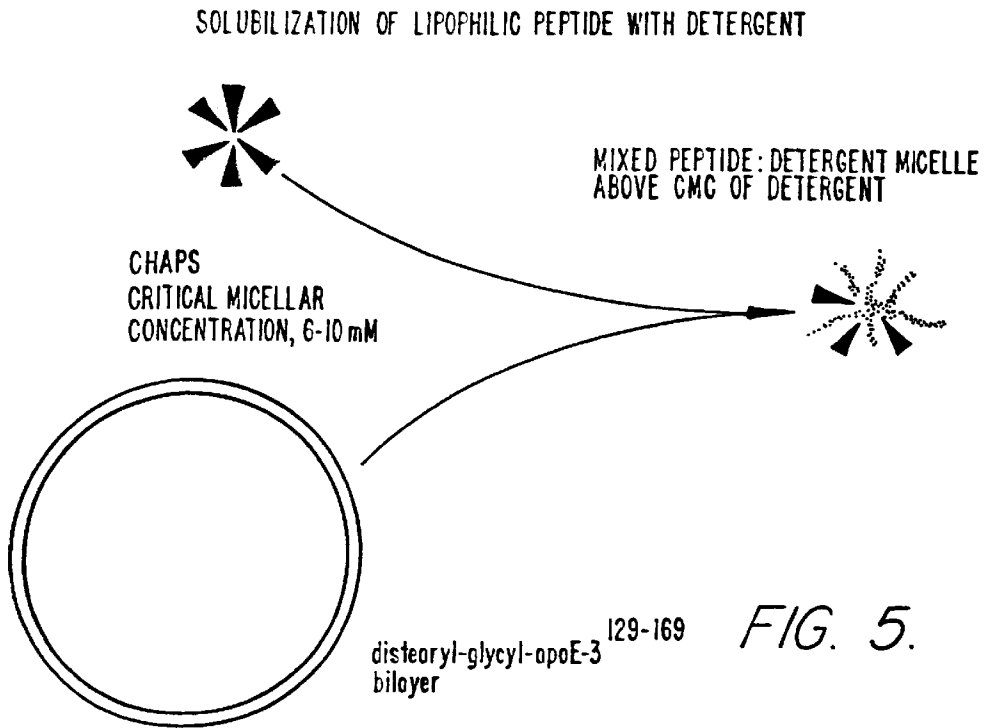 SOLUBILIZATION OF LIPOPHILIC PEPTIDE WITH DETERGENT
MIXED PEPTIDE: DETERGENT MICELLE
ABOVE CMC OF DETERGENT
CHAPS
CRITICAL MICELLAR
CONCENTRATION, 6-10 mM
distearyl-glycyl-apoE-3 129-169
bilayer
FIG. 5.